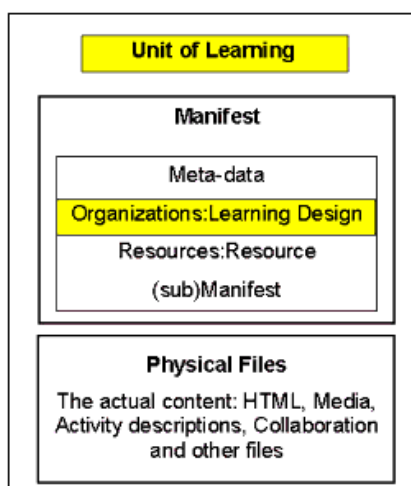 Unit of Learning
Manifest
Meta-data
Organizations:Learning Design
Resources:Resource
(sub)Manifest
Physical Files
The actual content: HTML, Media,
Activity descriptions, Collaboration
and other files